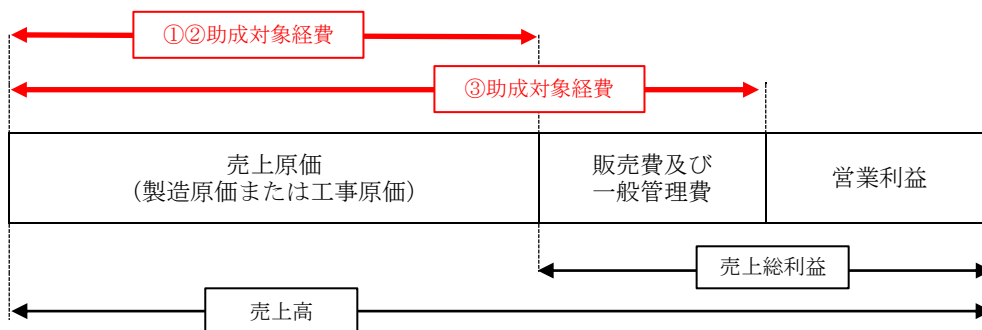 ①②助成対象経費
③助成対象経費
売上原価
（製造原価または工事原価）
販売費及び
一般管理費
営業利益
売上総利益
売上高